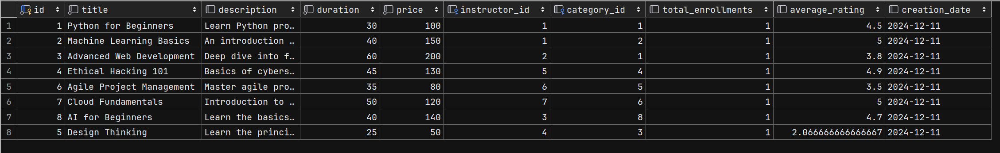 id title description duration price instructor_id category_id total_enrollments average_rating creation_date
1 1 Python for Beginners Learn Python pro… 30 100 1 1 1 4.5 2024-12-11
2 2 Machine Learning Basics An introduction … 40 150 1 2 1 5 2024-12-11
3 3 Advanced Web Development Deep dive into f… 60 200 2 1 1 3.8 2024-12-11
4 4 Ethical Hacking 101 Basics of cybers… 45 130 5 4 1 4.9 2024-12-11
5 6 Agile Project Management Master agile pro… 35 80 6 5 1 3.5 2024-12-11
6 7 Cloud Fundamentals Introduction to … 50 120 7 6 1 5 2024-12-11
7 8 AI for Beginners Learn the basics… 40 140 3 8 1 4.7 2024-12-11
8 5 Design Thinking Learn the princi… 25 50 4 3 1 2.066666666666667 2024-12-11